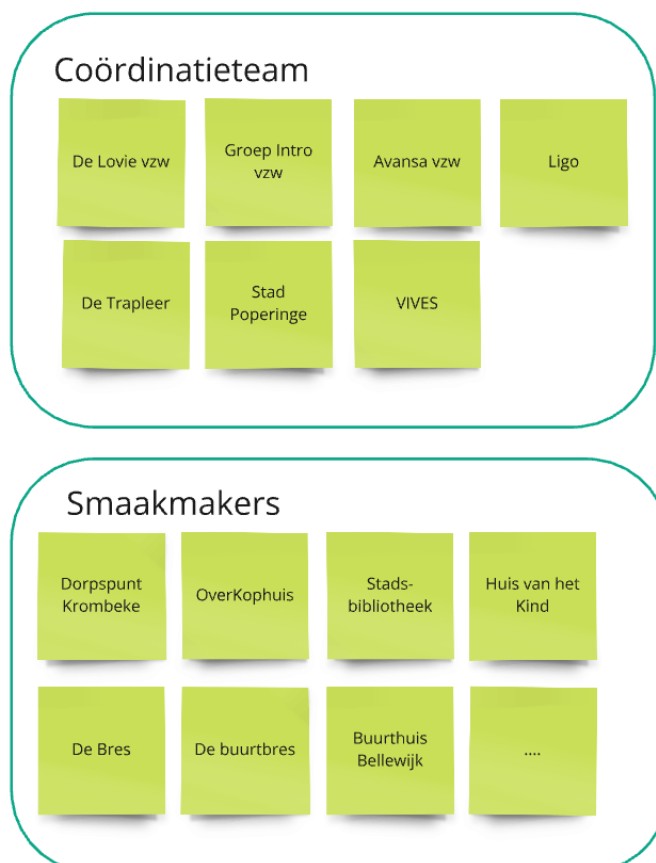 Coördinatieteam
De Lovie vzw
Groep Intro
vzw
Avansa vzw
Ligo
De Trapleer
Stad
Poperinge
VIVES
Smaakmakers
Dorpspunt
Krombeke
OverKophuis
Stads-
bibliotheek
Huis van het
Kind
De Bres
De buurtbres
Buurthuis
Bellewijk
....